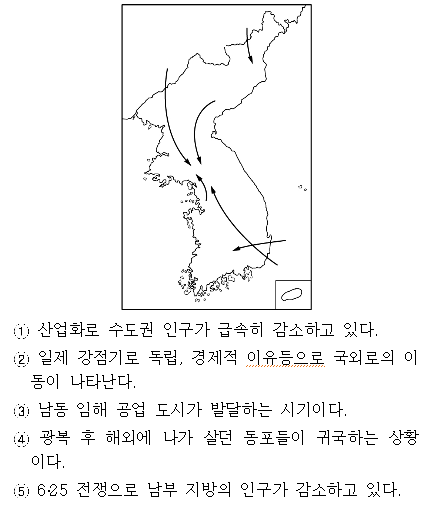 ① 산업화로 수도권 인구가 급속히 감소하고 있다.
② 일제 강점기로 독립, 경제적 이유등으로 국외로의 이
동이 나타난다.
③ 남동 임해 공업 도시가 발달하는 시기이다.
④ 광복 후 해외에 나가 살던 동포들이 귀국하는 상황
이다.
⑤ 6·25 전쟁으로 남부 지방의 인구가 감소하고 있다.